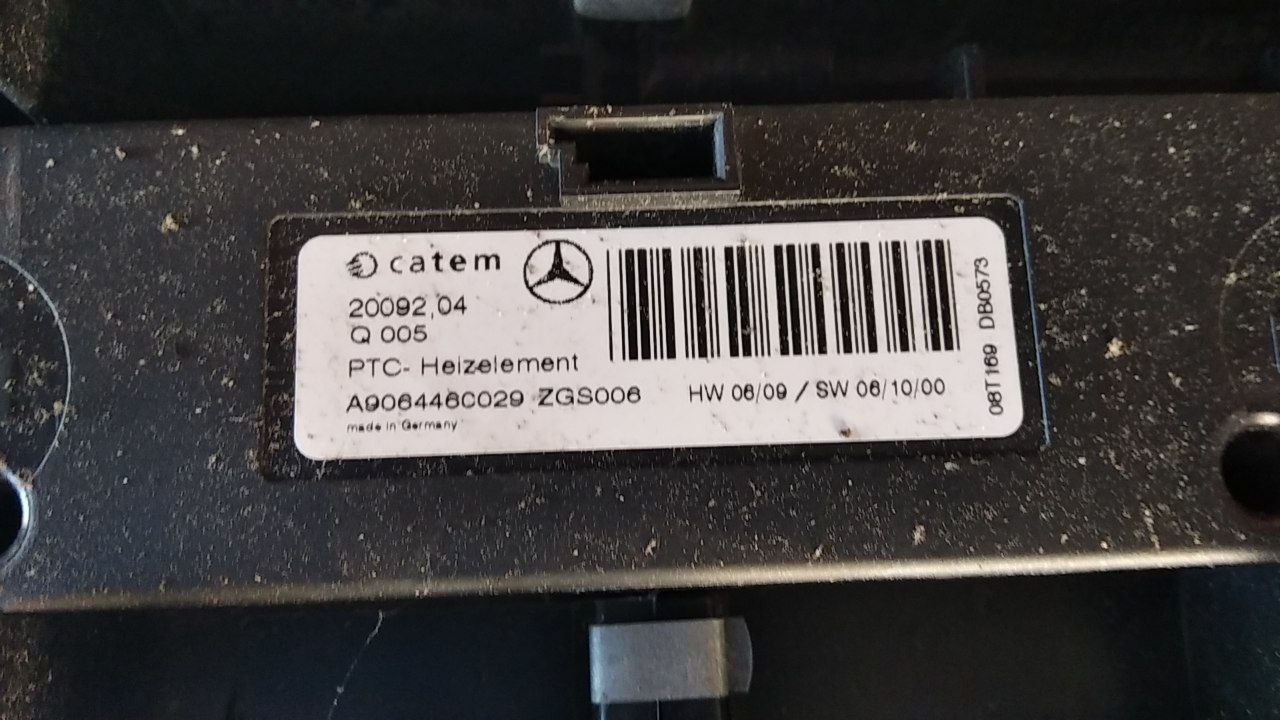 catem
20092,04
Q 005
PTC- Heizelement
A9064460029 ZGS006
HW 06/09 / SW 06/10/00
made in Germany
08T169 DB0573